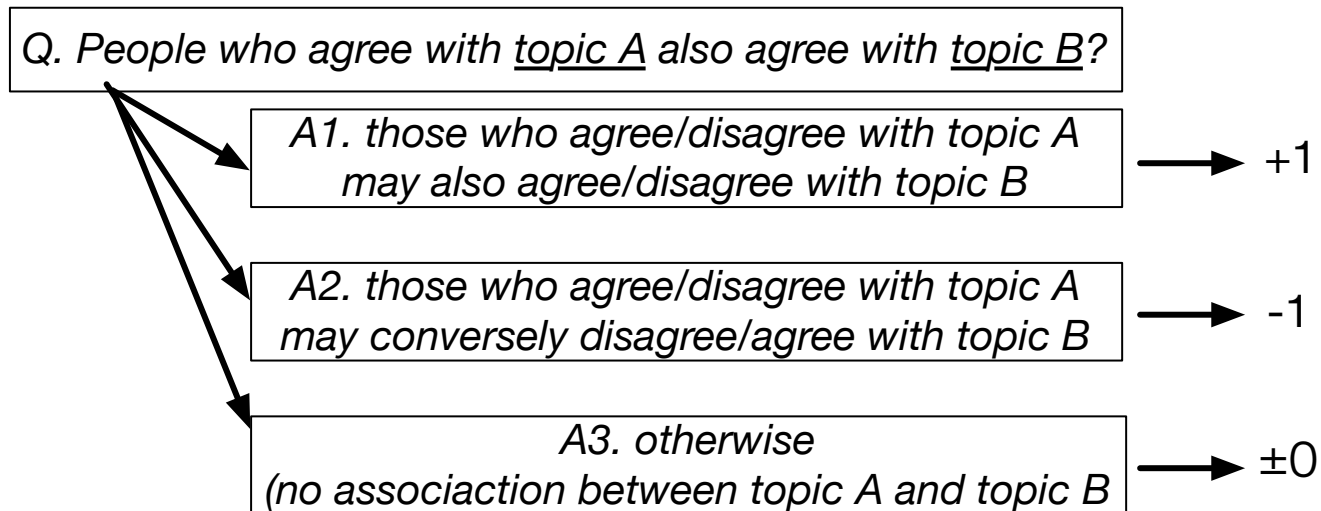 Q. People who agree with topic A also agree with topic B?
A1. those who agree/disagree with topic A
may also agree/disagree with topic B
+1
A2. those who agree/disagree with topic A
may conversely disagree/agree with topic B
-1
A3. otherwise
(no associaction between topic A and topic B
±0